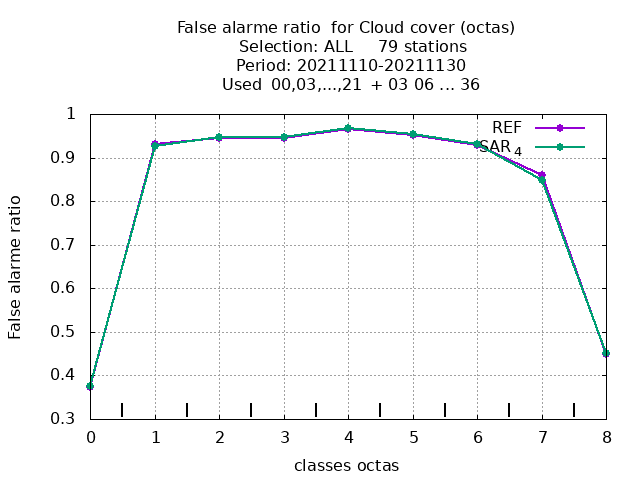 False alarme ratio  for Cloud cover (octas)
Selection: ALL     79 stations
Period: 20211110-20211130
Used  00,03,...,21  + 03 06 ... 36
REF
SAR 4
1
0.9
0.8
0.7
0.6
0.5
0.4
0.3
False alarme ratio
0 1 2 3 4 5 6 7 8
classes octas